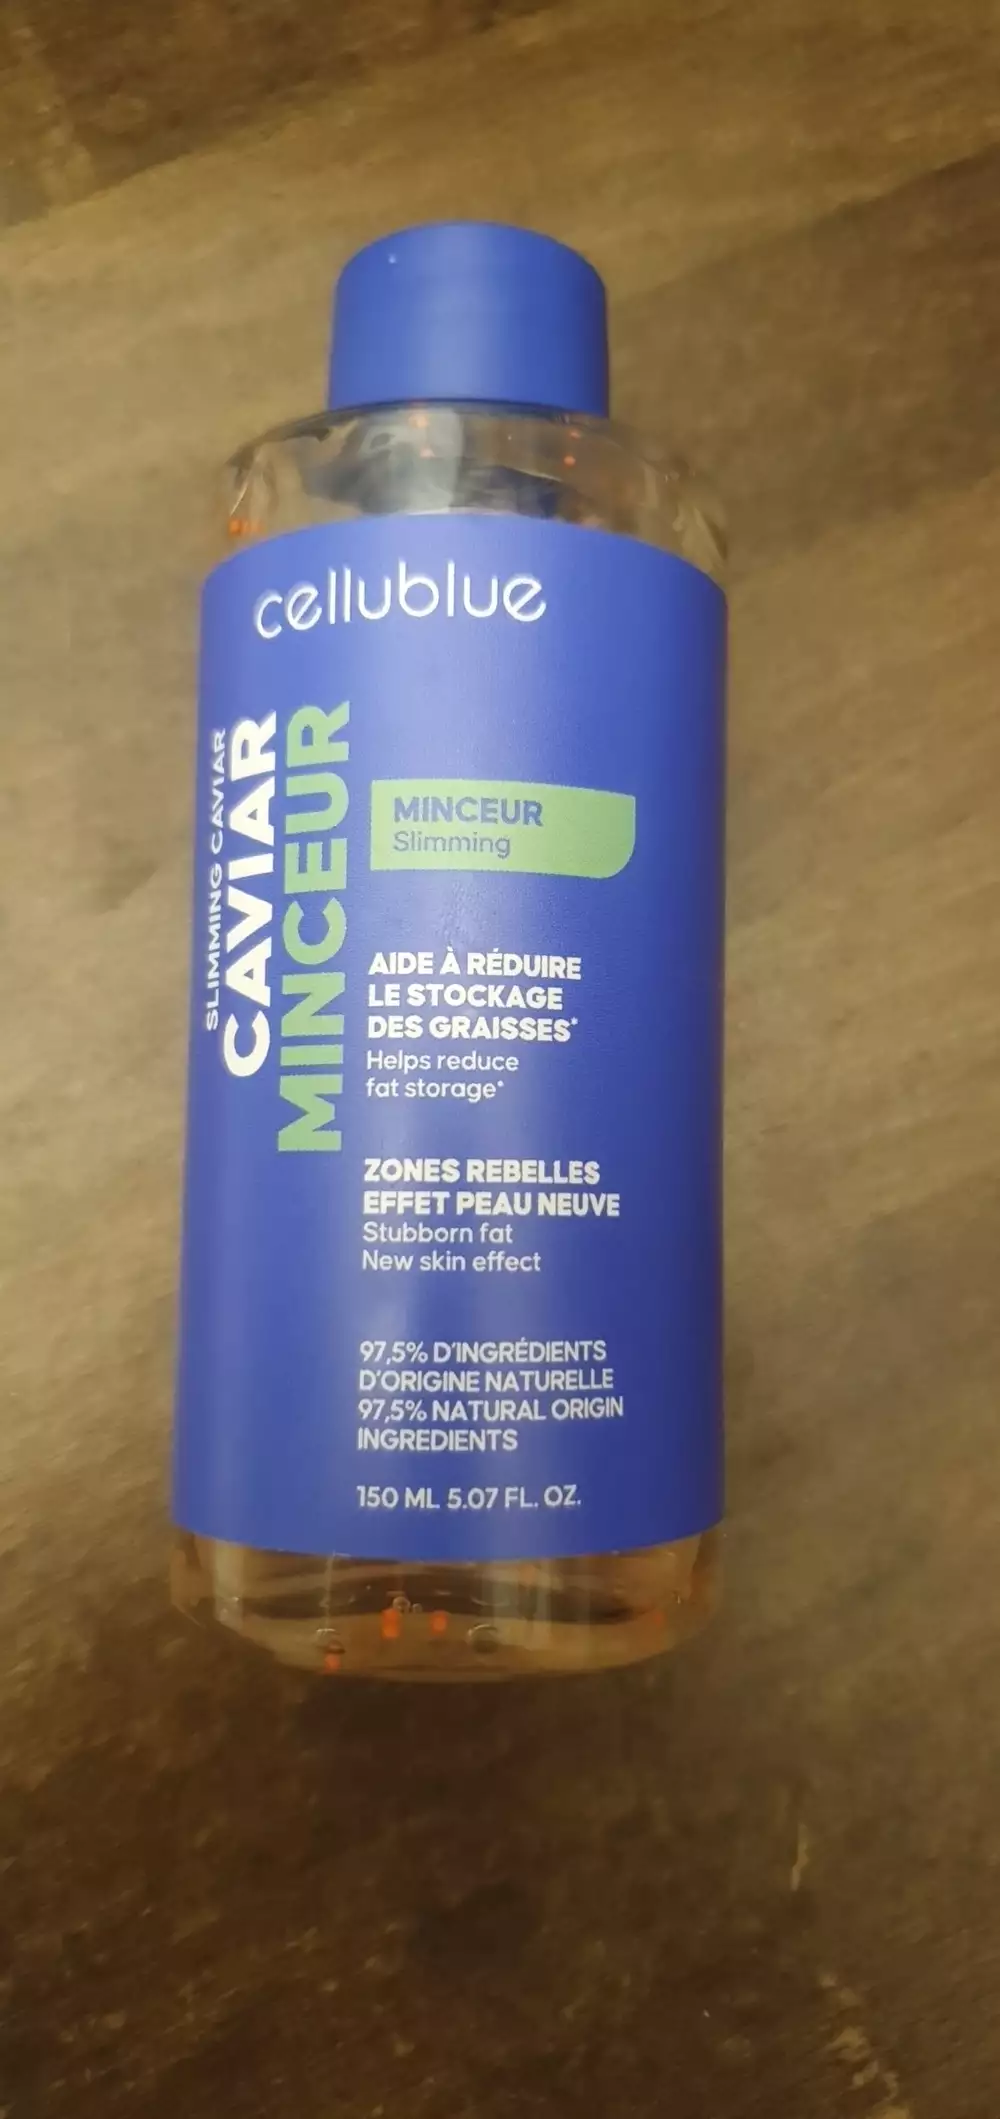 cellublue
SLIMMING CAVIAR
CAVIAR
MINCEUR
MINCEUR
Slimming
AIDE À RÉDUIRE
LE STOCKAGE
DES GRAISSES*
Helps reduce
fat storage*
ZONES REBELLES
EFFET PEAU NEUVE
Stubborn fat
New skin effect
97,5% D'INGRÉDIENTS
D'ORIGINE NATURELLE
97,5% NATURAL ORIGIN
INGREDIENTS
150 ML 5.07 FL. OZ.